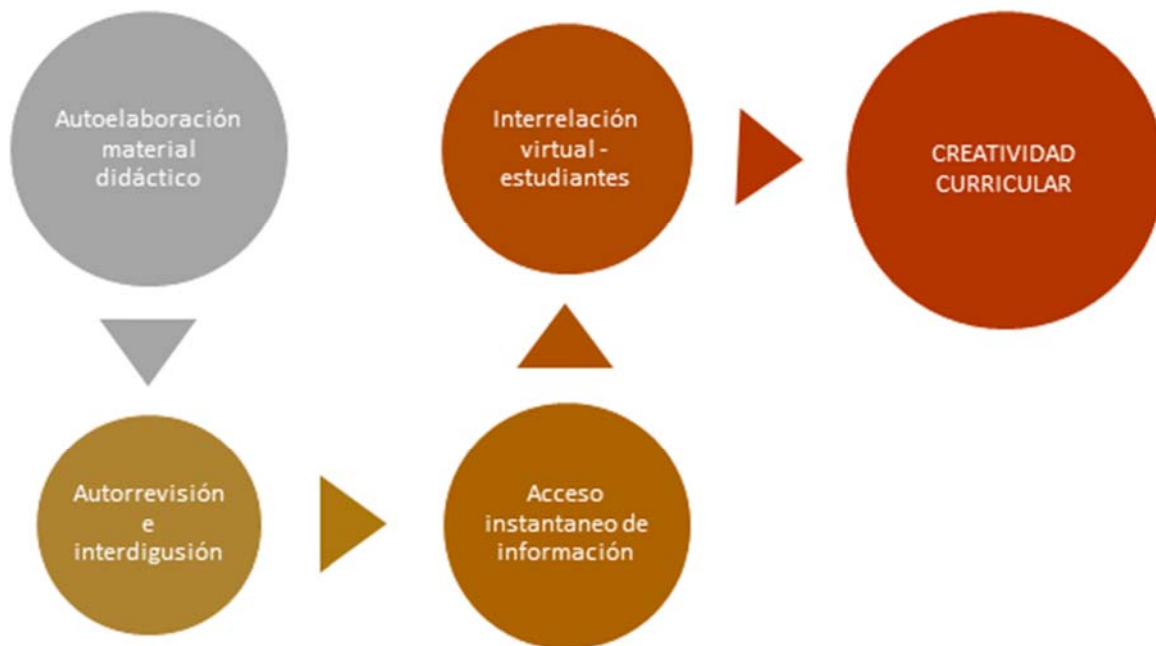 Autoelaboración
material
didáctico
Autorrevisión
e
interdigusión
Acceso
instantaneo de
información
Interrelación
virtual -
estudiantes
CREATIVIDAD
CURRICULAR